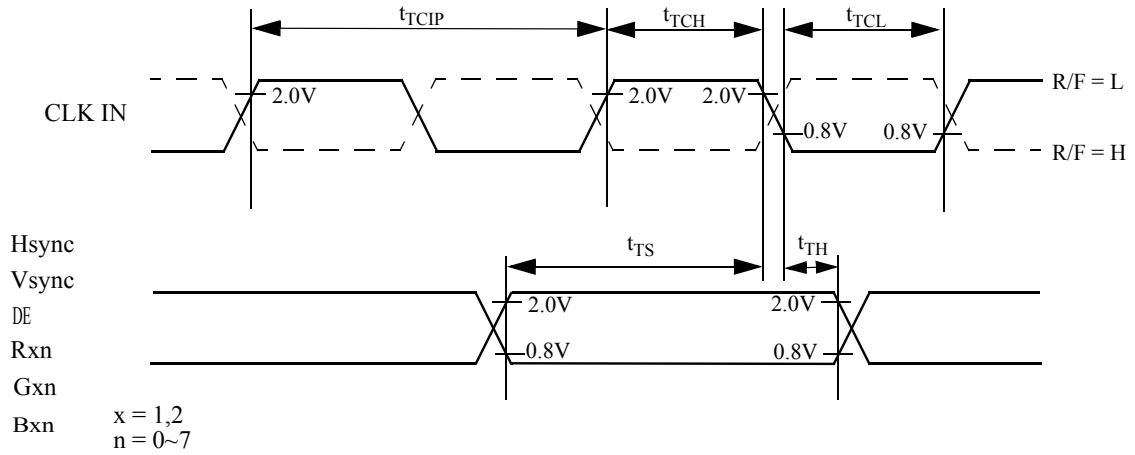 tTCIP tTCH tTCL
2.0V 2.0V 2.0V R/F = L
CLK IN
0.8V 0.8V
R/F = H
Hsync
tTS tTH
Vsync
DE 2.0V 2.0V
Rxn 0.8V 0.8V
Gxn
Bxn x = 1,2
n = 0~7